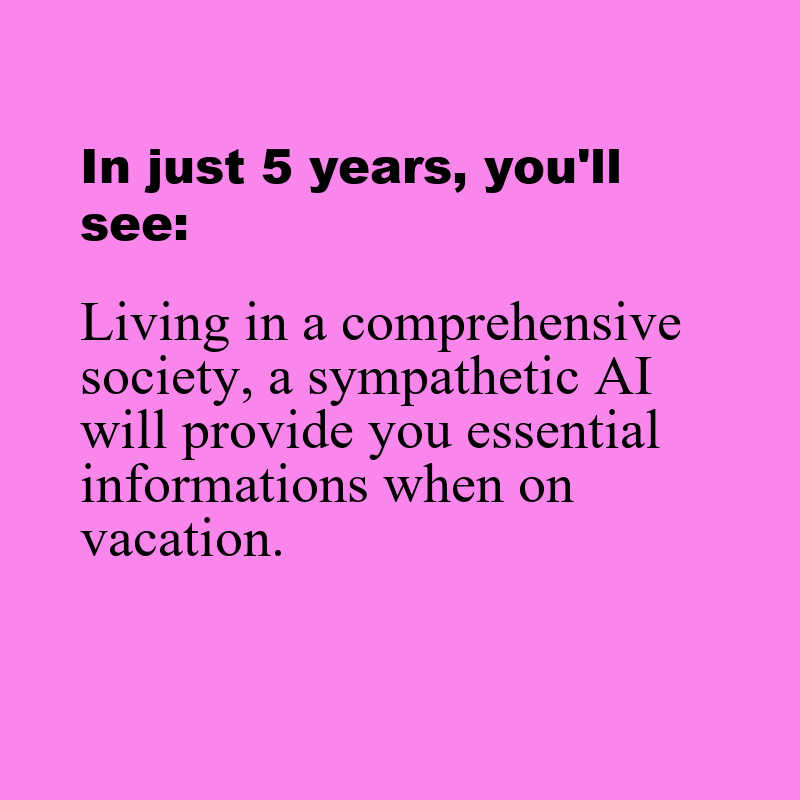 In just 5 years, you'll
see:
Living in a comprehensive
society, a sympathetic AI
will provide you essential
informations when on
vacation.